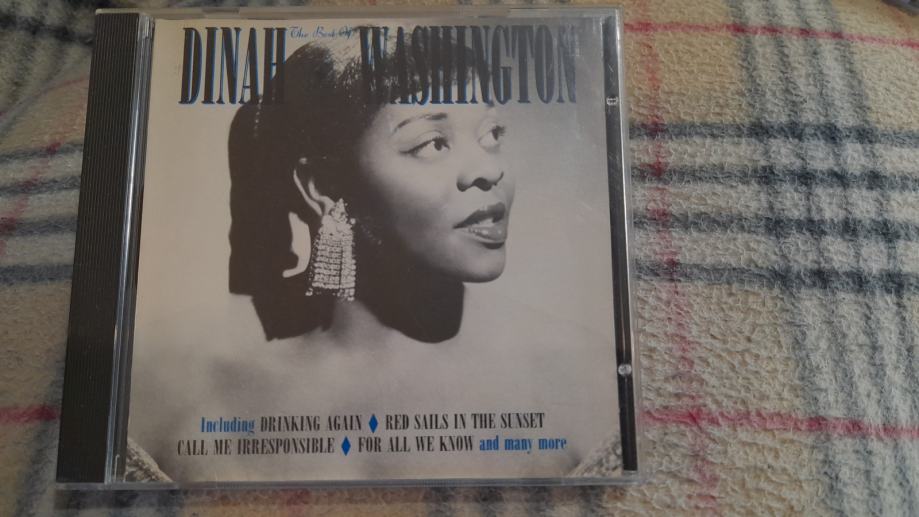 The Best Of
DINAH WASHINGTON
Including DRINKING AGAIN ♦ RED SAILS IN THE SUNSET
CALL ME IRRESPONSIBLE ♦ FOR ALL WE KNOW and many more